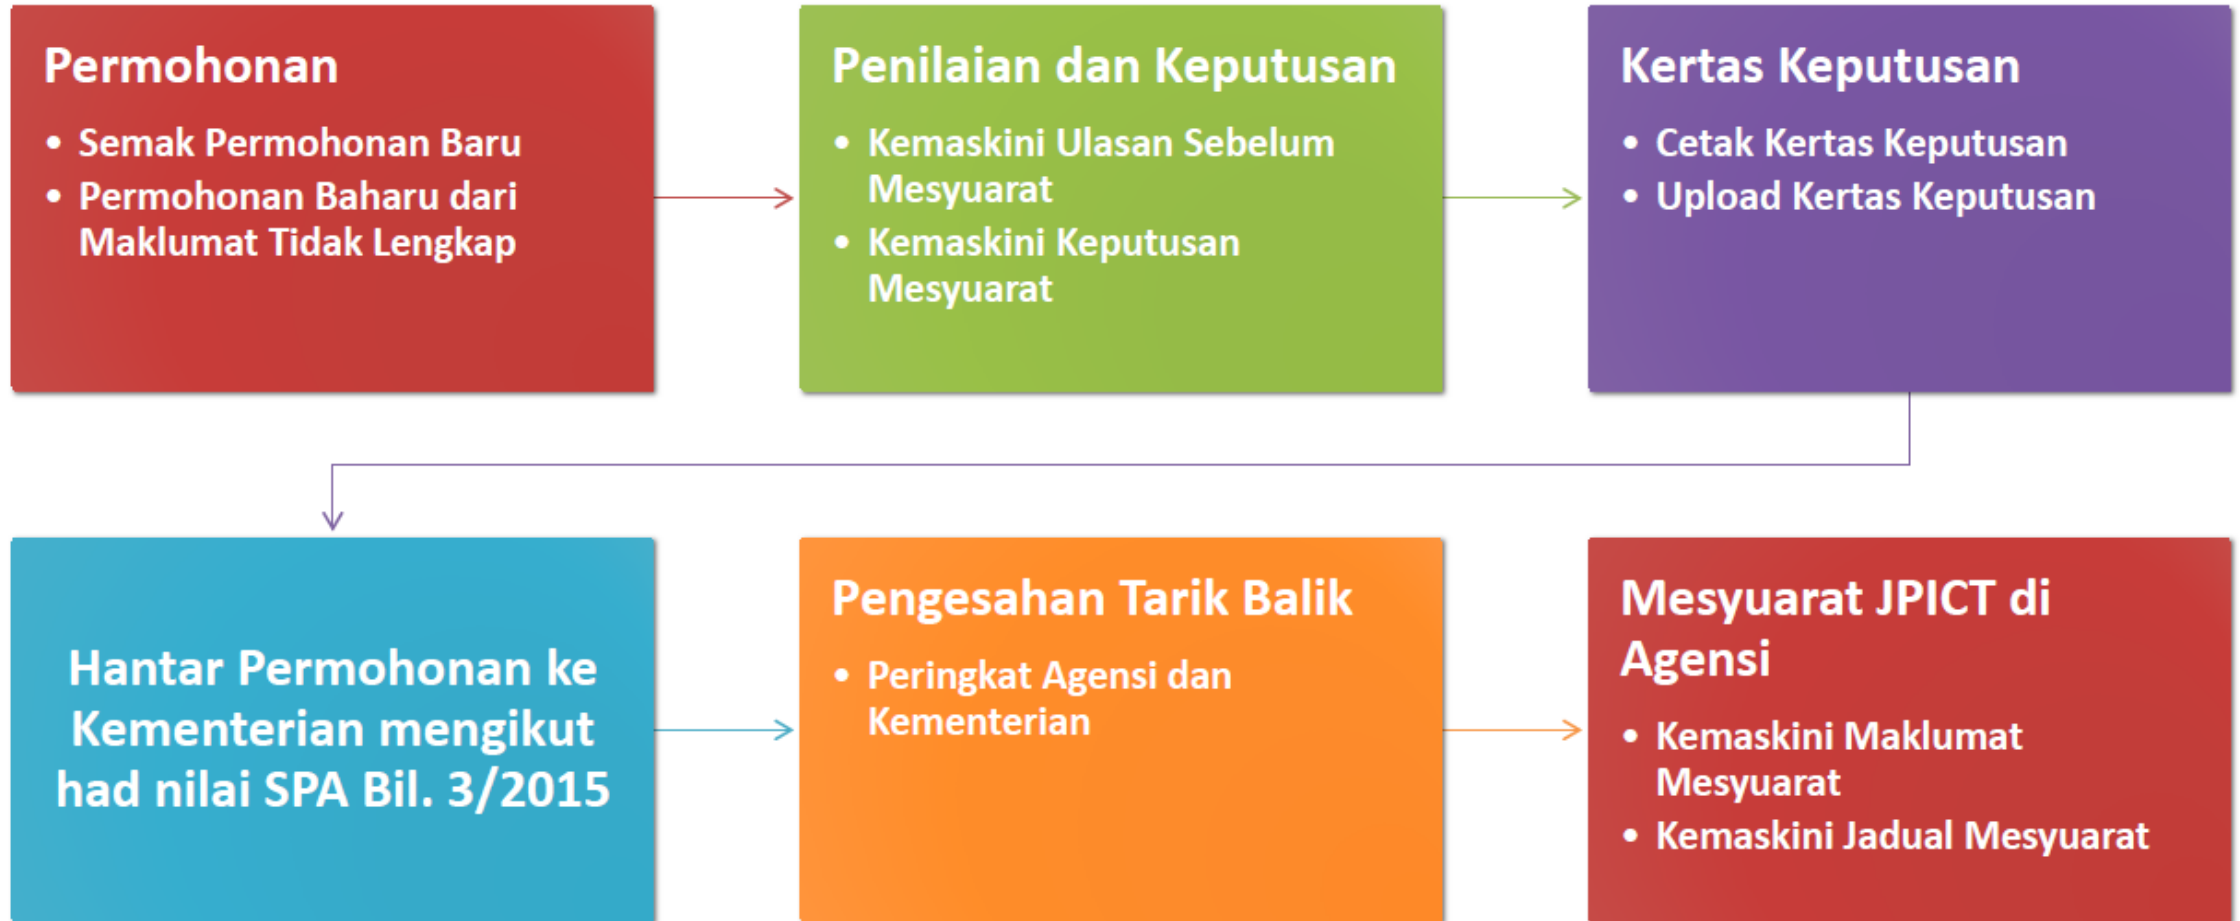 Permohonan
• Semak Permohonan Baru
• Permohonan Baharu dari
Maklumat Tidak Lengkap
Penilaian dan Keputusan
• Kemaskini Ulasan Sebelum
Mesyuarat
• Kemaskini Keputusan
Mesyuarat
Kertas Keputusan
• Cetak Kertas Keputusan
• Upload Kertas Keputusan
Hantar Permohonan ke
Kementerian mengikut
had nilai SPA Bil. 3/2015
Pengesahan Tarik Balik
• Peringkat Agensi dan
Kementerian
Mesyuarat JPICT di
Agensi
• Kemaskini Maklumat
Mesyuarat
• Kemaskini Jadual Mesyuarat